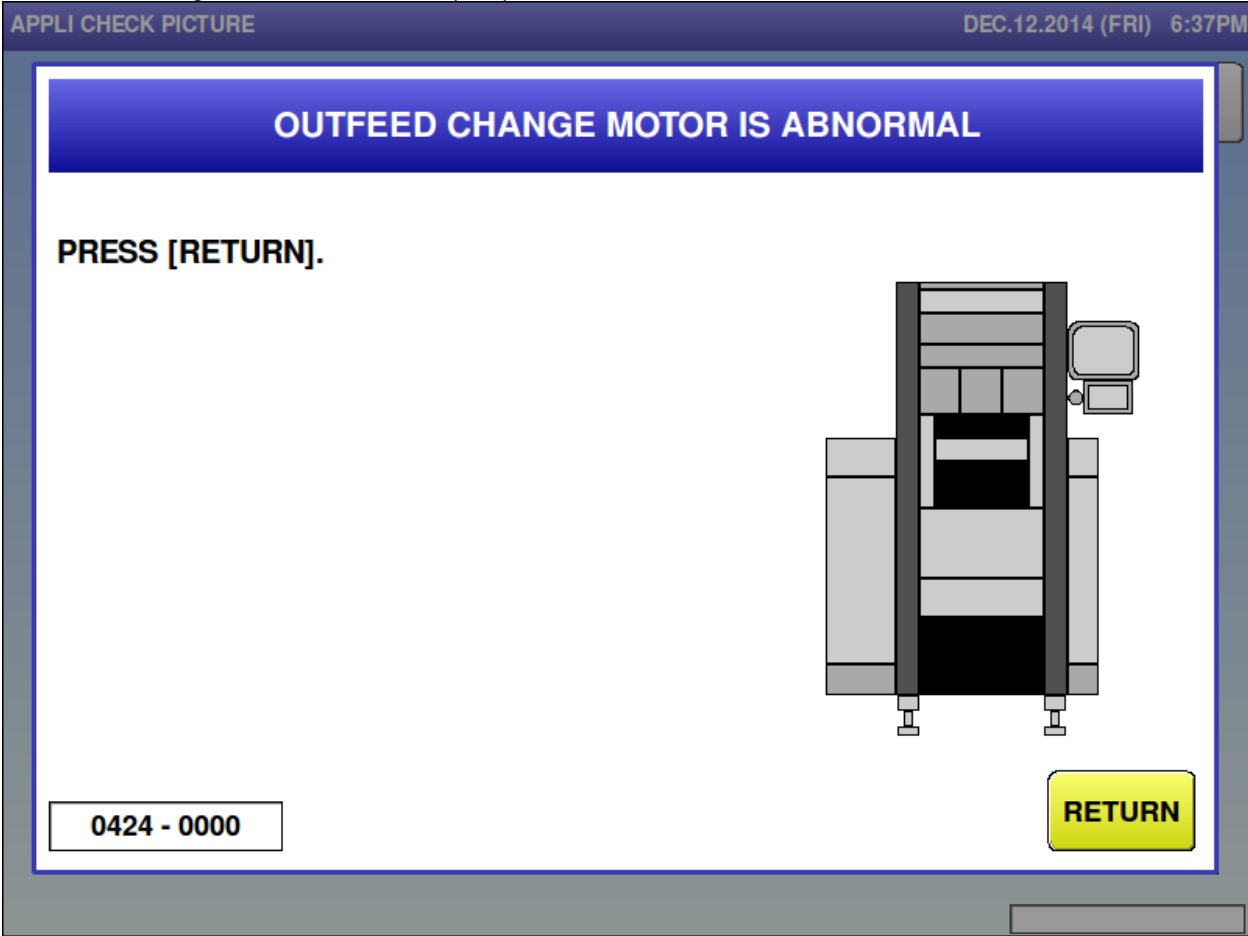 APPLI CHECK PICTURE DEC.12.2014 (FRI) 6:37PM
OUTFEED CHANGE MOTOR IS ABNORMAL
PRESS [RETURN].
0424 - 0000
RETURN